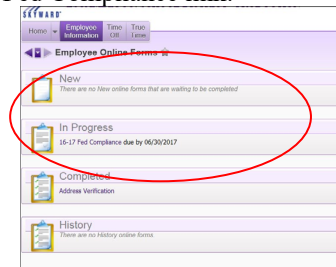 SKYWARD
Home Employee Information Time Off True Time
Employee Online Forms
New
There are no New online forms that are waiting to be completed
In Progress
16-17 Fed Compliance due by 06/30/2017
Completed
Address Verification
History
There are no History online forms.